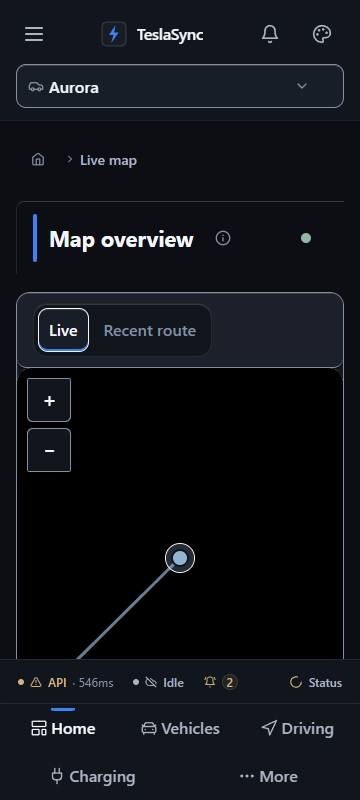 TeslaSync
Aurora
Live map
Map overview
Live
Recent route
+
−
API · 546ms
Idle
2
Status
Home
Vehicles
Driving
Charging
More